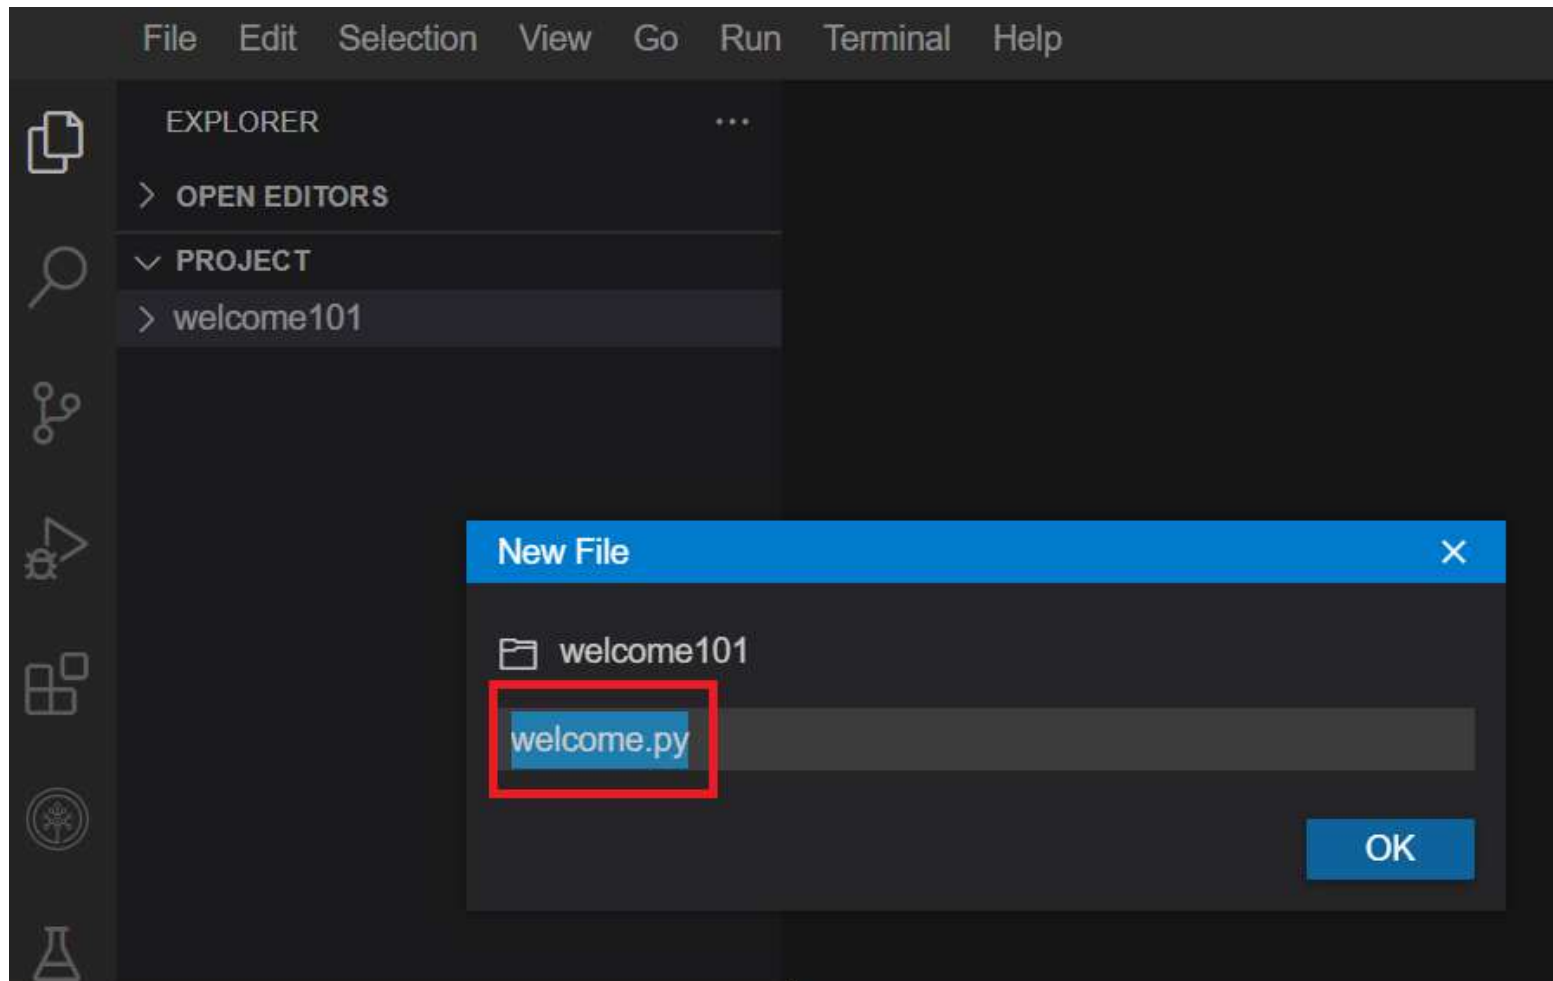 File Edit Selection View Go Run Terminal Help
EXPLORER
OPEN EDITORS
PROJECT
welcome101
New File
welcome101
welcome.py
OK